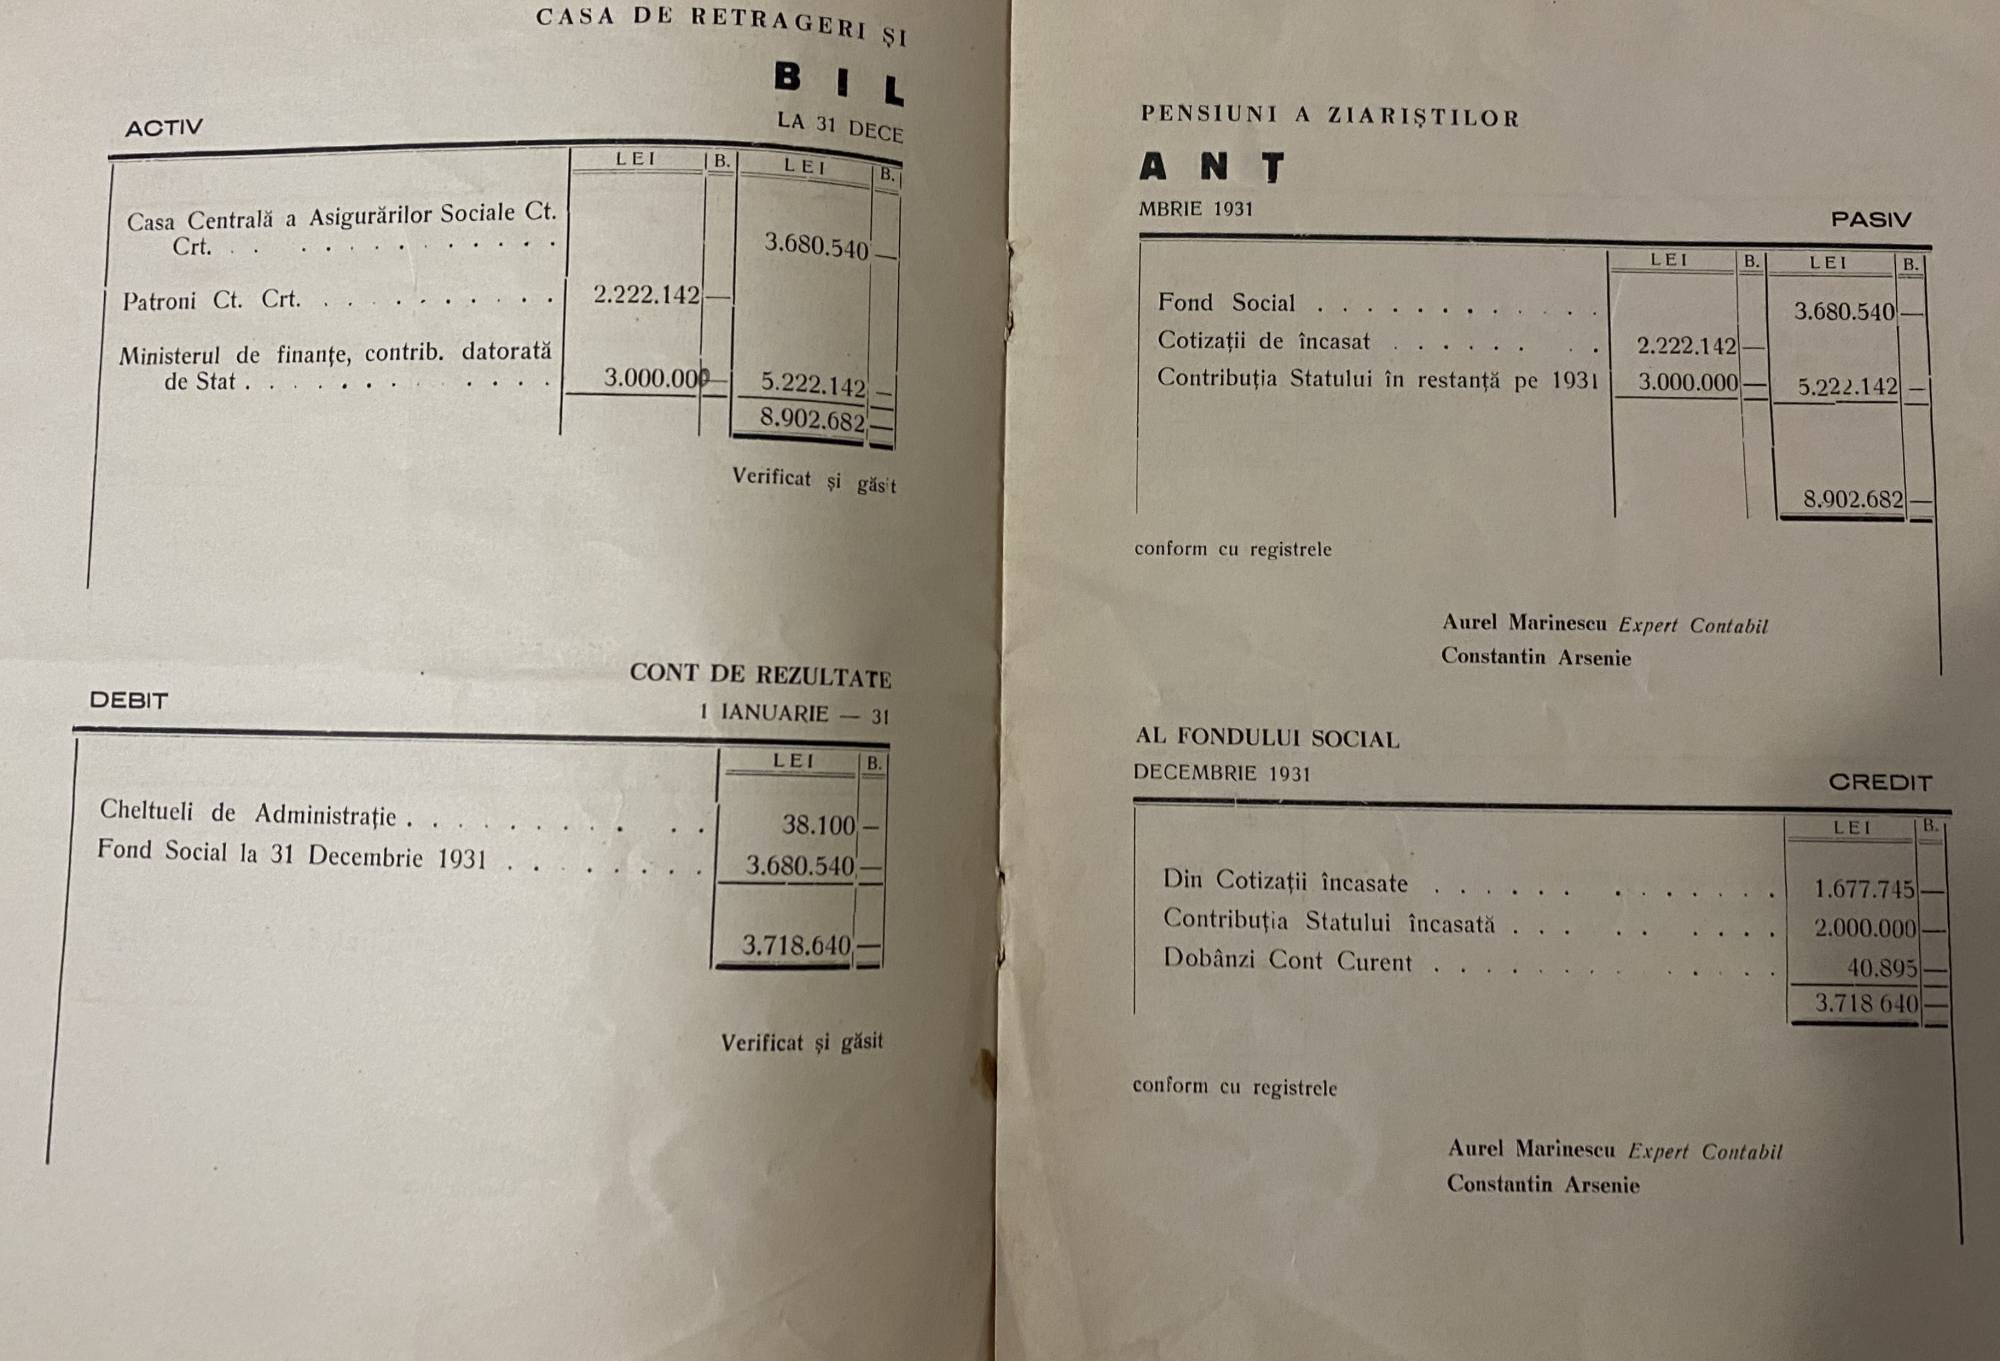 CASA DE RETRAGERI ȘI
B I L
LA 31 DECE
ACTIV
LEI B. LEI B.
Casa Centrală a Asigurărilor Sociale Ct.
Crt. . . . . . . . . . . . . 3.680.540 —
Patroni Ct. Crt. . . . . . . . . . . 2.222.142 —
Ministerul de finanțe, contrib. datorată
de Stat . . . . . . . . . . . . . 3.000.000 — 5.222.142 —
8.902.682 —
Verificat și găsit
CONT DE REZULTATE
1 IANUARIE — 31
DEBIT
LEI B.
Cheltueli de Administrație . . . . . . . . . . . 38.100 —
Fond Social la 31 Decembrie 1931 . . . . . . . . 3.680.540 —
3.718.640 —
Verificat și găsit
PENSIUNI A ZIARIȘTILOR
A N T
MBRIE 1931
PASIV
LEI B. LEI B.
Fond Social . . . . . . . . . . . . 3.680.540 —
Cotizații de încasat . . . . . . . . 2.222.142 —
Contribuția Statului în restanță pe 1931 3.000.000 — 5.222.142 —
8.902.682 —
conform cu registrele
Aurel Marinescu Expert Contabil
Constantin Arsenie
AL FONDULUI SOCIAL
DECEMBRIE 1931
CREDIT
LEI B.
Din Cotizații încasate . . . . . . . . . . . . . 1.677.745 —
Contribuția Statului încasată . . . . . . . . . 2.000.000 —
Dobânzi Cont Curent . . . . . . . . . . . . 40.895 —
3.718 640 —
conform cu registrele
Aurel Marinescu Expert Contabil
Constantin Arsenie